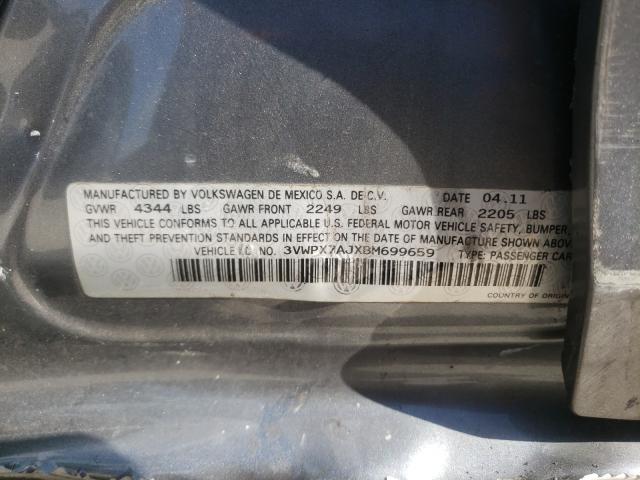 MANUFACTURED BY VOLKSWAGEN DE MEXICO S.A. DE C.V. DATE 04.11
GVWR 4344 LBS GAWR FRONT 2249 LBS GAWR REAR 2205 LBS
THIS VEHICLE CONFORMS TO ALL APPLICABLE U.S. FEDERAL MOTOR VEHICLE SAFETY, BUMPER,
AND THEFT PREVENTION STANDARDS IN EFFECT ON THE DATE OF MANUFACTURE SHOWN ABOVE
VEHICLE I.D. NO. 3VWPX7AJXBM699659 TYPE: PASSENGER CAR
COUNTRY OF ORIGIN